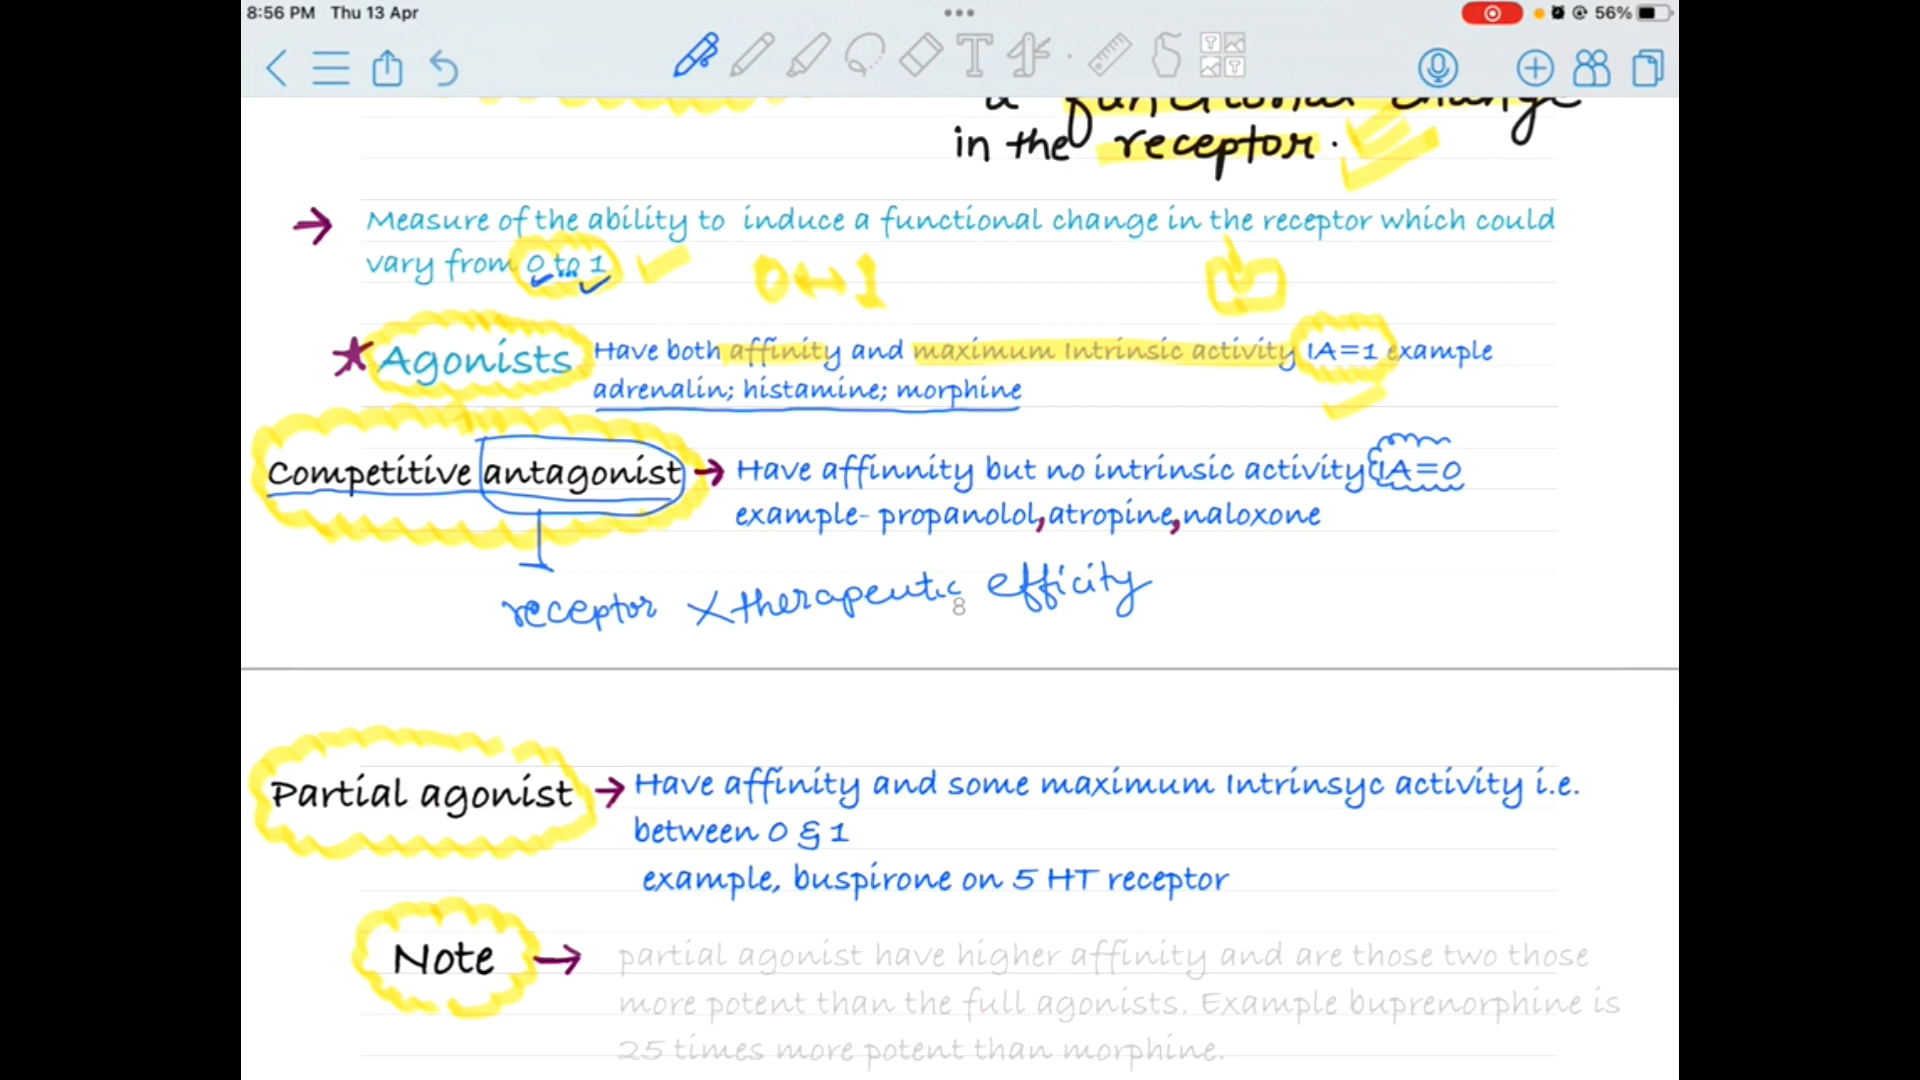 8:56 PM Thu 13 Apr
56%
a functional change
in the receptor.
→ Measure of the ability to induce a functional change in the receptor which could
vary from 0 to 1
0↔1
Agonists Have both affinity and maximum Intrinsic activity IA=1 example
adrenalin; histamine; morphine
Competitive antagonist → Have affinnity but no intrinsic activity IA=0
example- propanolol, atropine, naloxone
receptor X therapeutic efficity
8
Partial agonist → Have affinity and some maximum Intrinsyc activity i.e.
between 0 & 1
example, buspirone on 5 HT receptor
Note → partial agonist have higher affinity and are those two those
more potent than the full agonists. Example buprenorphine is
25 times more potent than morphine.